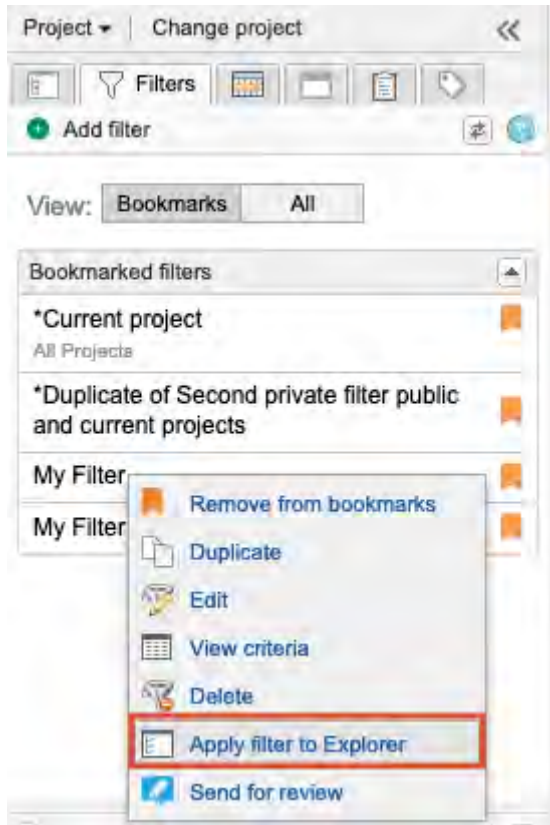 Project Change project
Filters
Add filter
View: Bookmarks All
Bookmarked filters
*Current project
All Projects
*Duplicate of Second private filter public
and current projects
My Filter
My Filter
Remove from bookmarks
Duplicate
Edit
View criteria
Delete
Apply filter to Explorer
Send for review